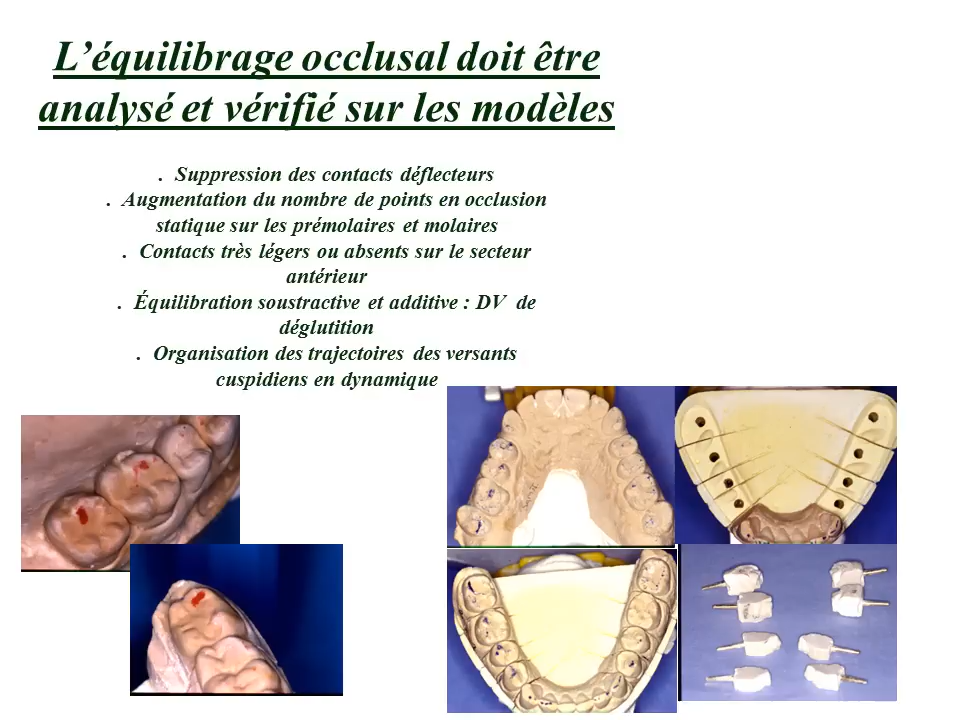 L’équilibrage occlusal doit être
analysé et vérifié sur les modèles
. Suppression des contacts déflecteurs
. Augmentation du nombre de points en occlusion
statique sur les prémolaires et molaires
. Contacts très légers ou absents sur le secteur
antérieur
. Équilibration soustractive et additive : DV de
déglutition
. Organisation des trajectoires des versants
cuspidiens en dynamique